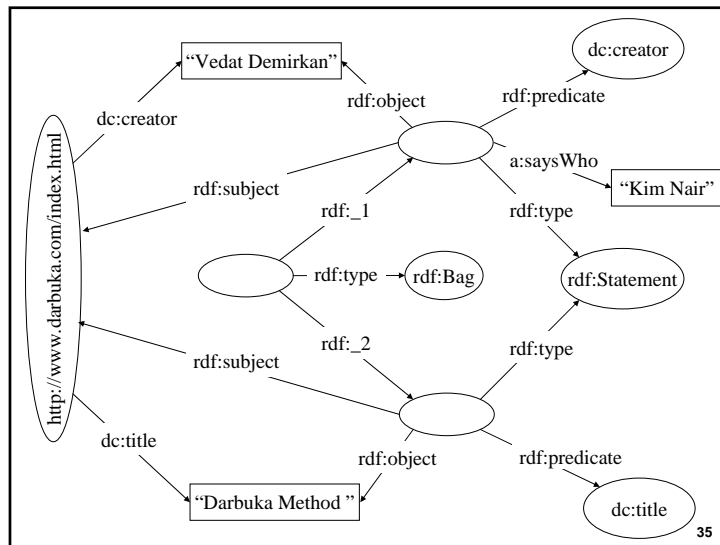 "Vedat Demirkan"
dc:creator
rdf:object
rdf:predicate
dc:creator
http://www.darbuka.com/index.html
a:saysWho
"Kim Nair"
rdf:subject
rdf:_1
rdf:type
rdf:type
rdf:Bag
rdf:Statement
rdf:_2
rdf:subject
rdf:type
dc:title
rdf:object
rdf:predicate
"Darbuka Method "
dc:title
35